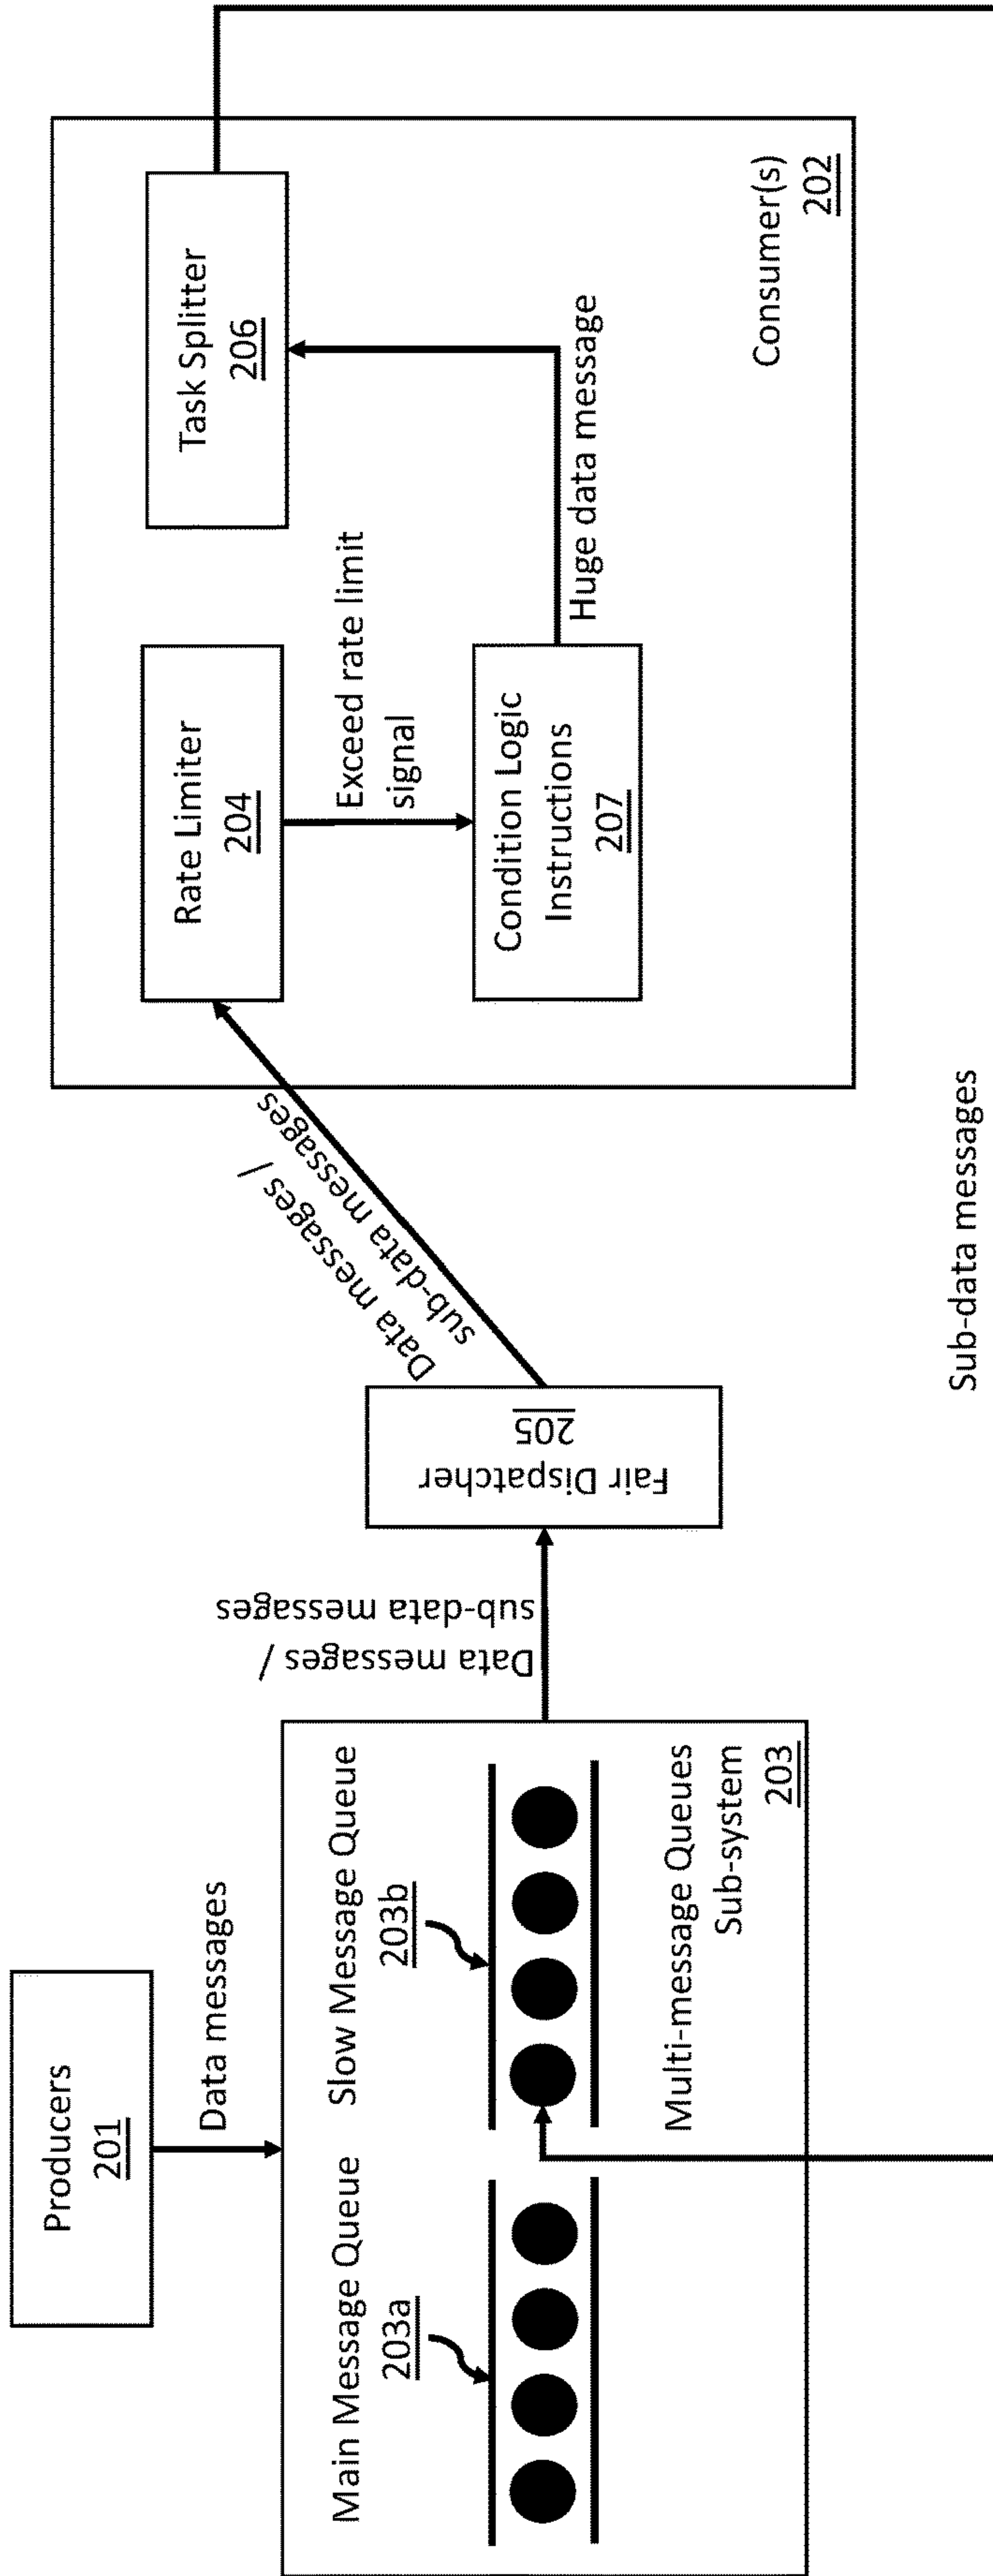 Producers
201
Data messages
Main Message Queue
203a
Slow Message Queue
203b
Multi-message Queues
Sub-system
203
Data messages /
sub-data messages
Fair Dispatcher
205
Data messages /
sub-data messages
Rate Limiter
204
Exceed rate limit
signal
Condition Logic
Instructions
207
Huge data message
Task Splitter
206
Consumer(s)
202
Sub-data messages